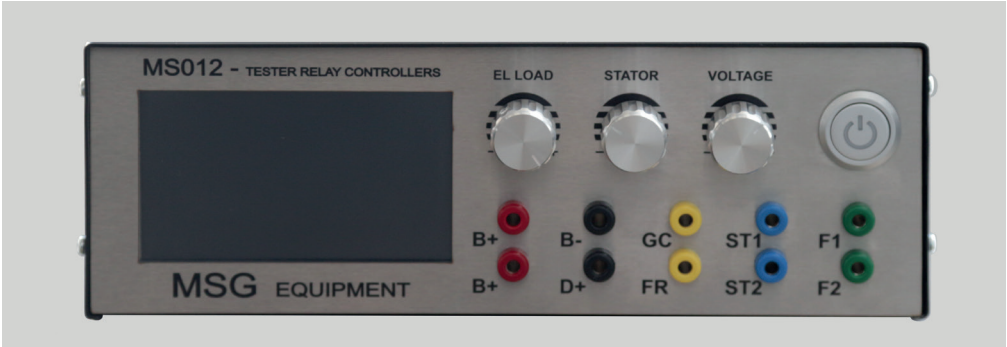 MS012 - TESTER RELAY CONTROLLERS
EL LOAD STATOR VOLTAGE
B+ B- GC ST1 F1
B+ D+ FR ST2 F2
MSG EQUIPMENT